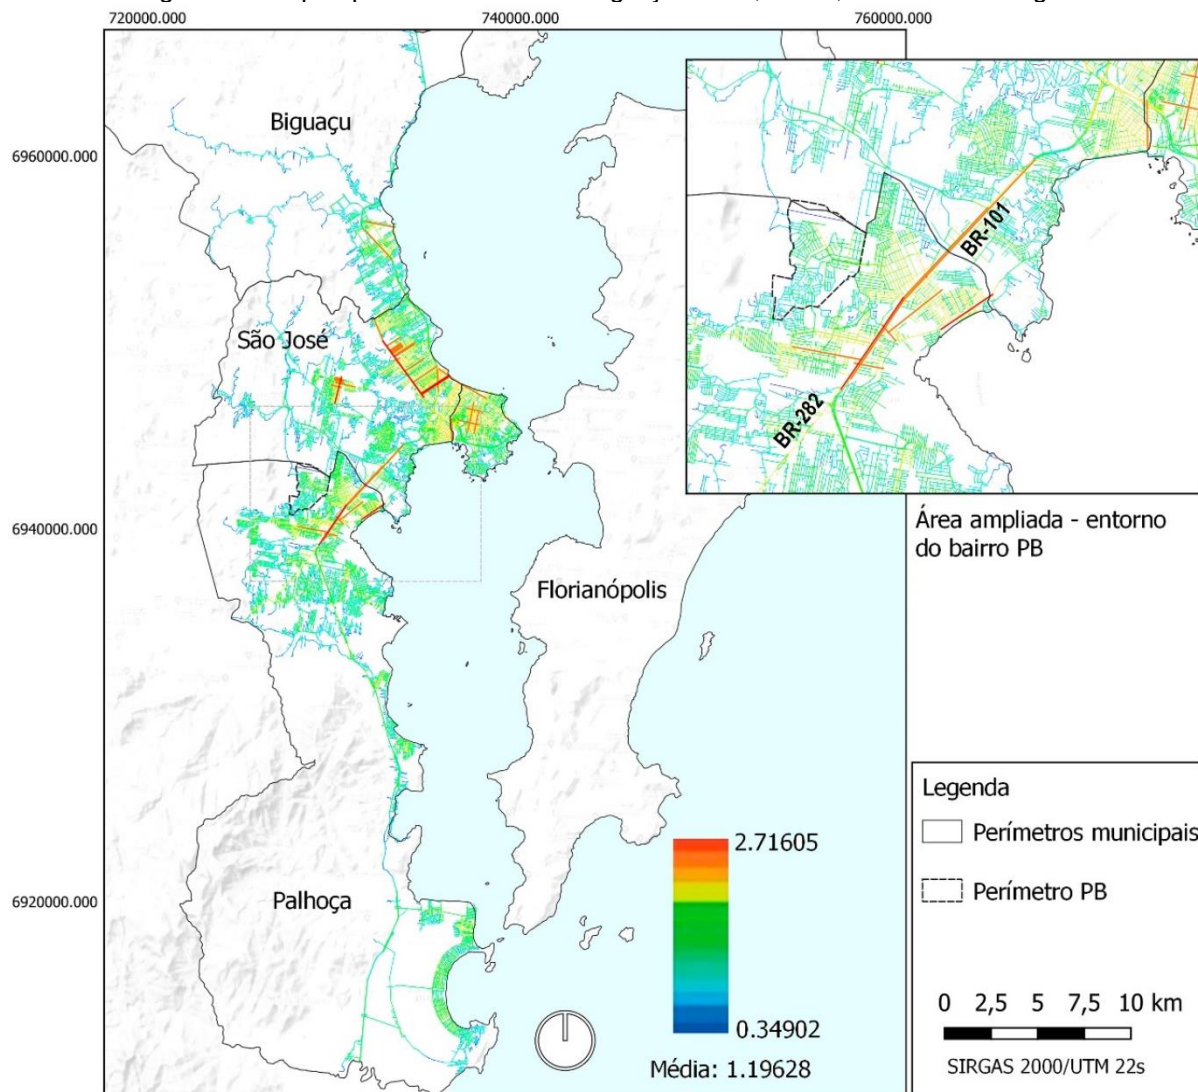 720000.000
740000.000
760000.000
6960000.000
Biguaçu
São José
BR-101
BR-282
6940000.000
Área ampliada - entorno
do bairro PB
Florianópolis
6920000.000
Palhoça
2.71605
0.34902
Média: 1.19628
Legenda
Perímetros municipais
Perímetro PB
0 2,5 5 7,5 10 km
SIRGAS 2000/UTM 22s